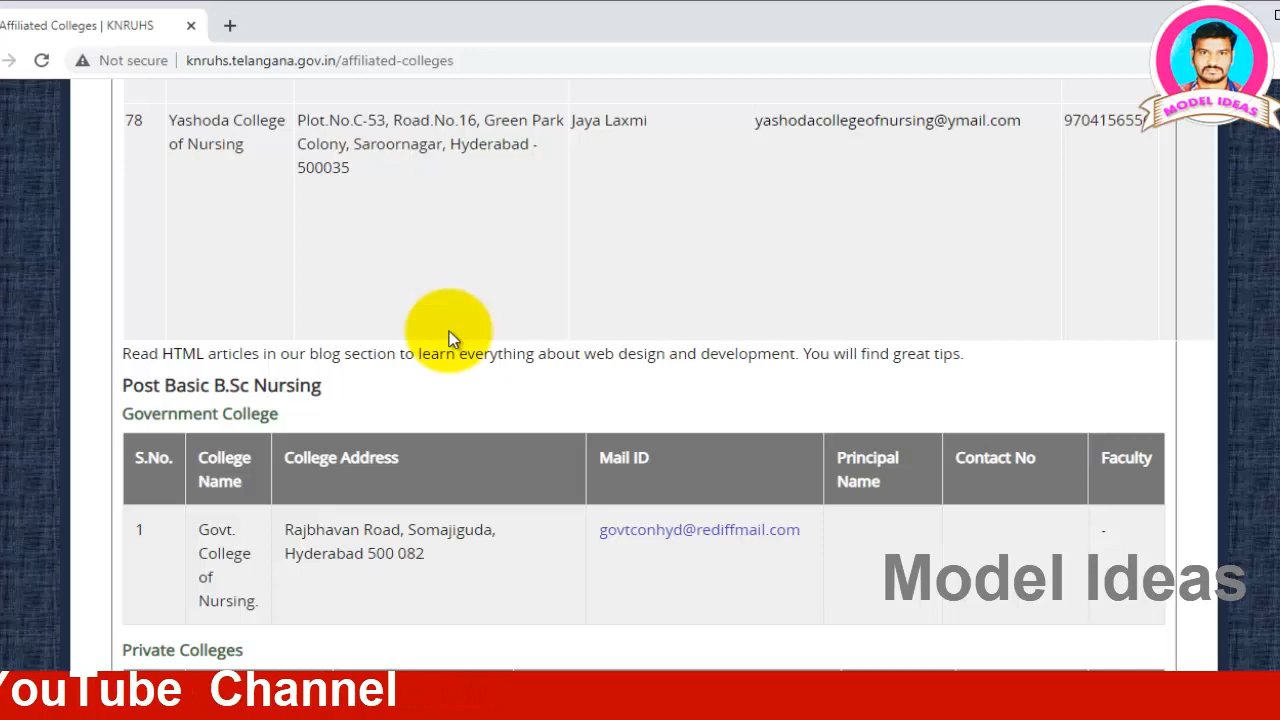 Affiliated Colleges | KNRUHS
Not secure
knruhs.telangana.gov.in/affiliated-colleges
MODEL IDEAS
78
Yashoda College
of Nursing
Plot.No.C-53, Road.No.16, Green Park
Colony, Saroornagar, Hyderabad -
500035
Jaya Laxmi
yashodacollegeofnursing@ymail.com
Read HTML articles in our blog section to learn everything about web design and development. You will find great tips.
Post Basic B.Sc Nursing
Government College
S.No.
College
Name
College Address
Mail ID
Principal
Name
Contact No
Faculty
1
Govt.
College
of
Nursing.
Rajbhavan Road, Somajiguda,
Hyderabad 500 082
govtconhyd@rediffmail.com
-
Model Ideas
Private Colleges
YouTube Channel